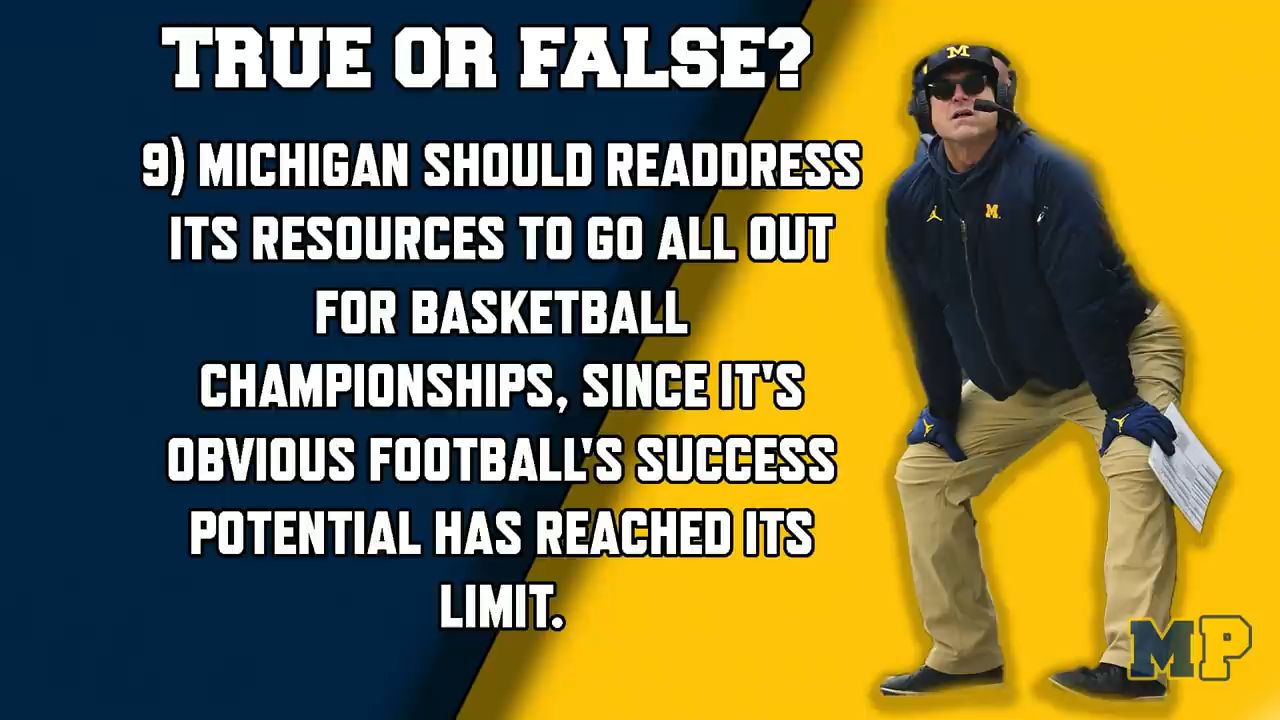 TRUE OR FALSE?
9) MICHIGAN SHOULD READDRESS
ITS RESOURCES TO GO ALL OUT
FOR BASKETBALL
CHAMPIONSHIPS, SINCE IT'S
OBVIOUS FOOTBALL'S SUCCESS
POTENTIAL HAS REACHED ITS
LIMIT.
M
M
MP